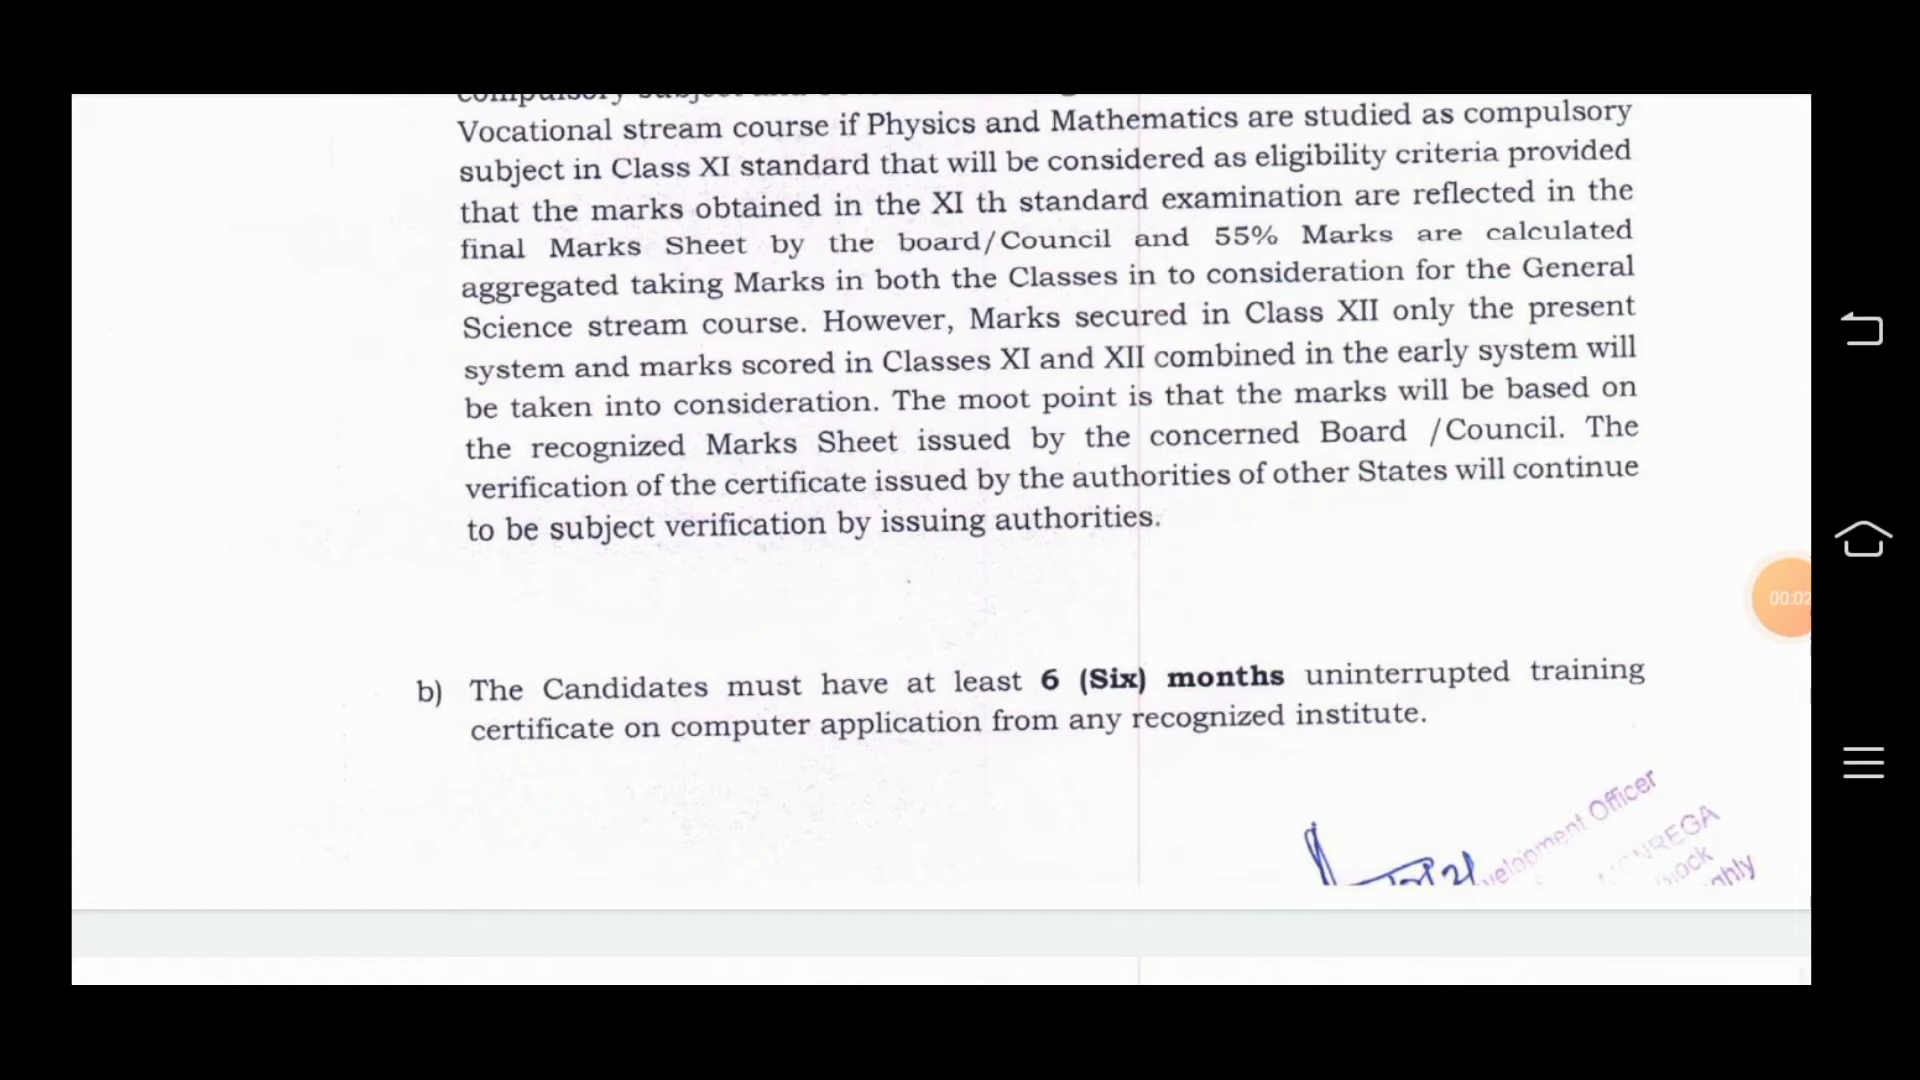 Vocational stream course if Physics and Mathematics are studied as compulsory
subject in Class XI standard that will be considered as eligibility criteria provided
that the marks obtained in the XI th standard examination are reflected in the
final Marks Sheet by the board/Council and 55% Marks are calculated
aggregated taking Marks in both the Classes in to consideration for the General
Science stream course. However, Marks secured in Class XII only the present
system and marks scored in Classes XI and XII combined in the early system will
be taken into consideration. The moot point is that the marks will be based on
the recognized Marks Sheet issued by the concerned Board /Council. The
verification of the certificate issued by the authorities of other States will continue
to be subject verification by issuing authorities.
00:02
b) The Candidates must have at least 6 (Six) months uninterrupted training
certificate on computer application from any recognized institute.
Officer